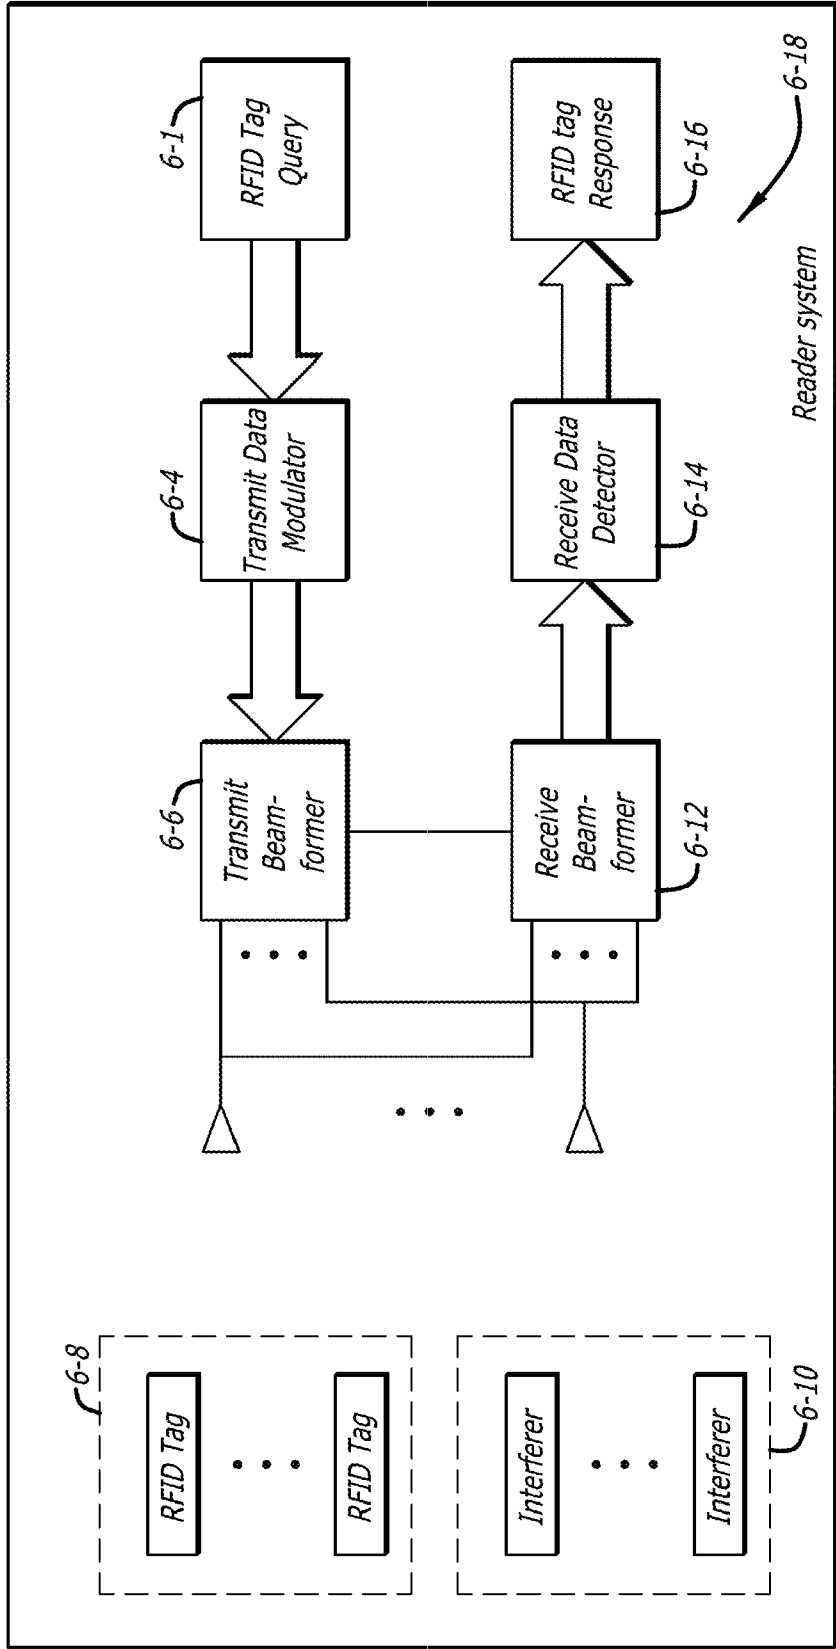 6-8
RFID Tag
RFID Tag
Interferer
Interferer
6-10
6-6
Transmit
Beam-
former
Receive
Beam-
former
6-12
6-4
Transmit Data
Modulator
Receive Data
Detector
6-14
6-1
RFID Tag
Query
RFID tag
Response
6-16
Reader system
6-18